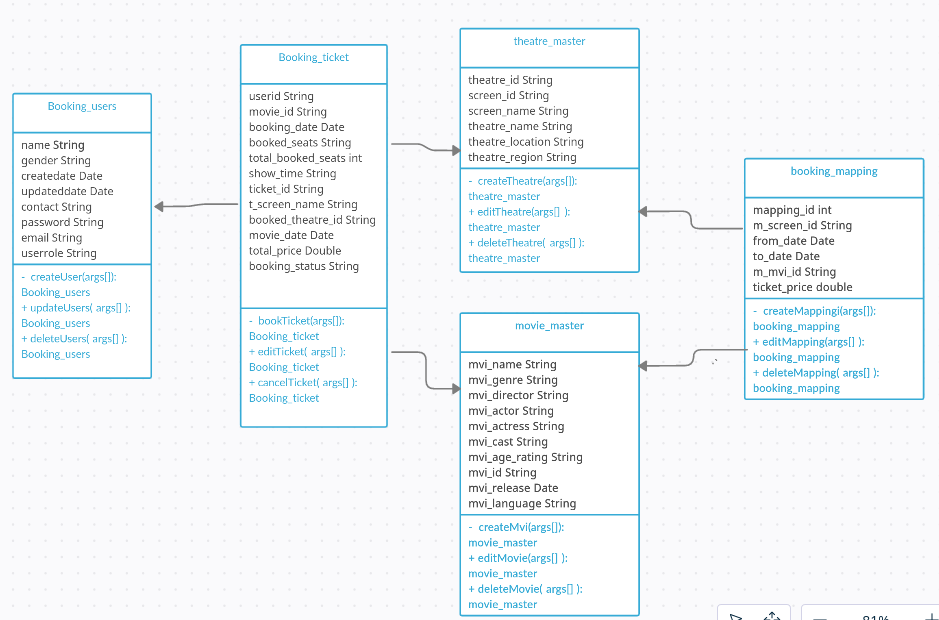 Booking_users
name String
gender String
createdate Date
updateddate Date
contact String
password String
email String
userrole String
- createUser(args[]):
Booking_users
+ updateUsers( args[] ):
Booking_users
+ deleteUsers( args[] ):
Booking_users
Booking_ticket
userid String
movie_id String
booking_date Date
booked_seats String
total_booked_seats int
show_time String
ticket_id String
t_screen_name String
booked_theatre_id String
movie_date Date
total_price Double
booking_status String
- bookTicket(args[]):
Booking_ticket
+ editTicket( args[] ):
Booking_ticket
+ cancelTicket( args[] ):
Booking_ticket
theatre_master
theatre_id String
screen_id String
screen_name String
theatre_name String
theatre_location String
theatre_region String
- createTheatre(args[]):
theatre_master
+ editTheatre(args[] ):
theatre_master
+ deleteTheatre( args[] ):
theatre_master
movie_master
mvi_name String
mvi_genre String
mvi_director String
mvi_actor String
mvi_actress String
mvi_cast String
mvi_age_rating String
mvi_id String
mvi_release Date
mvi_language String
- createMvi(args[]):
movie_master
+ editMovie(args[] ):
movie_master
+ deleteMovie( args[] ):
movie_master
booking_mapping
mapping_id int
m_screen_id String
from_date Date
to_date Date
m_mvi_id String
ticket_price double
- createMappingi(args[]):
booking_mapping
+ editMapping(args[] ):
booking_mapping
+ deleteMapping( args[] ):
booking_mapping
81%